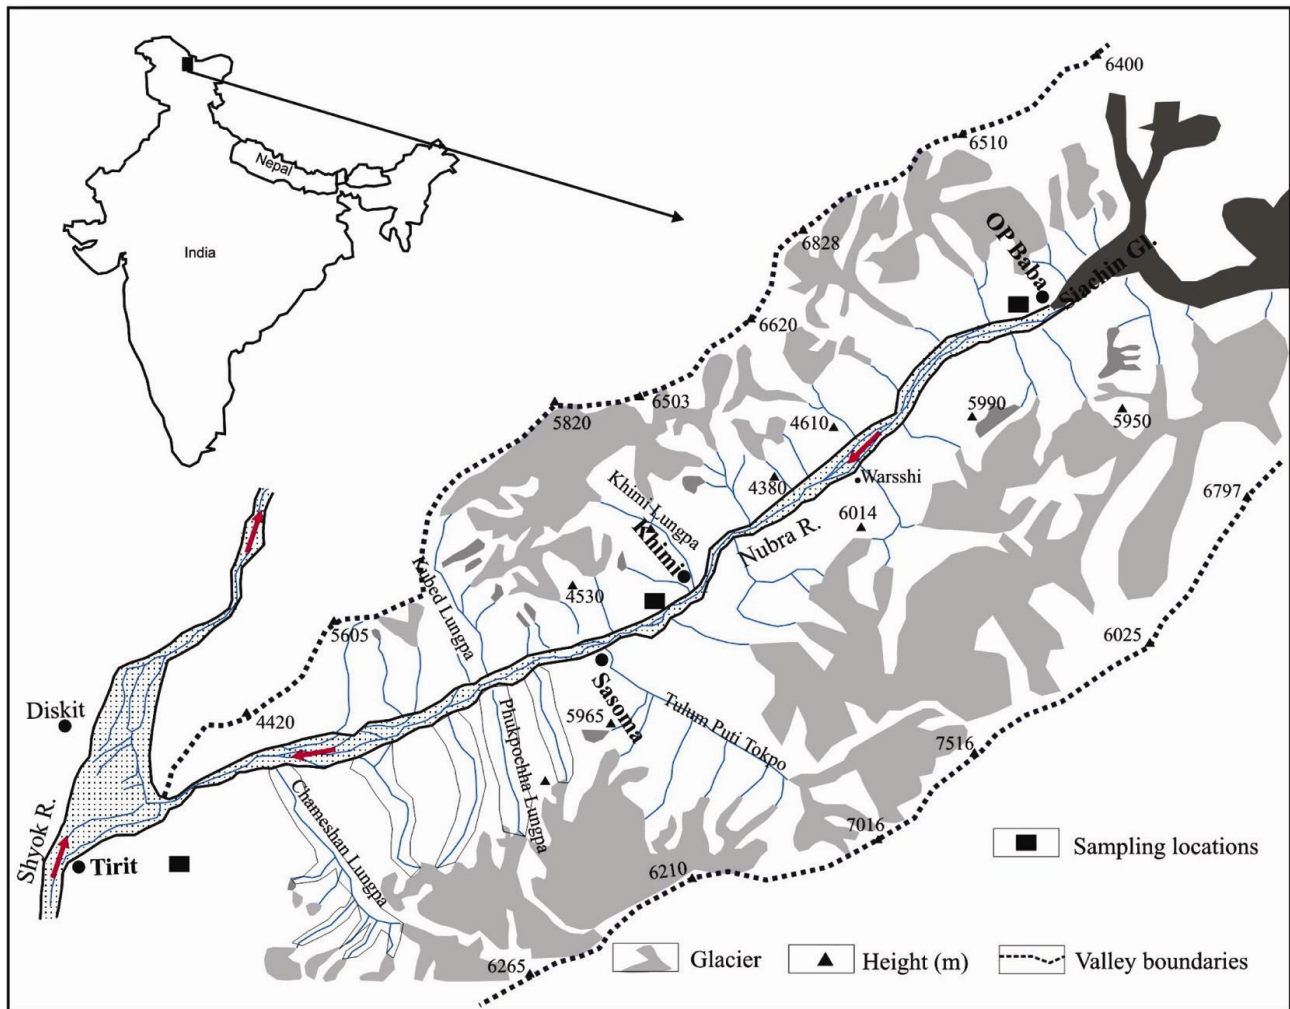 6400
6510
Nepal
6828
OP Baba
India
Siachin Gl.
6620
6503
5820
5990
5950
4610
Warsshi
4380
6797
Khimi Lungpa
6014
Nubra R.
Khimi
Kubed Lungpa
4530
5605
6025
Sasoma
Diskit
4420
Phukpochha Lungpa
5965
Tulum Puti Tokpo
7516
Chameshan Lungpa
Shyok R.
7016
Sampling locations
Tirit
6210
6265
Glacier
Height (m)
Valley boundaries